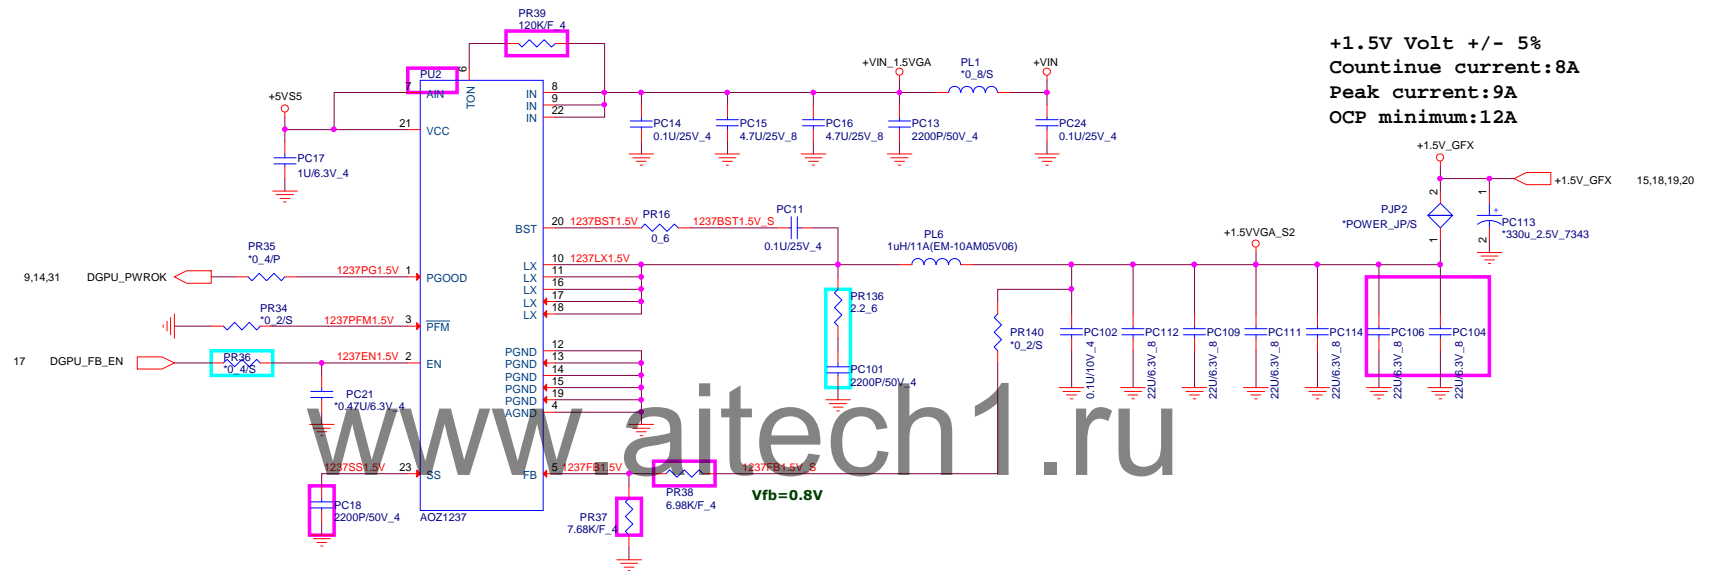 PR39
120K/F_4
+1.5V Volt +/- 5%
Countinue current:8A
Peak current:9A
OCP minimum:12A
+VIN_1.5VGA
PL1
*0_8/S
+VIN
PU2
6
7
AIN
TON
+5VS5
21
VCC
8
IN
9
IN
22
IN
PC14
0.1U/25V_4
PC15
4.7U/25V_8
PC16
4.7U/25V_8
PC13
2200P/50V_4
PC24
0.1U/25V_4
PC17
1U/6.3V_4
+1.5V_GFX
+1.5V_GFX
15,18,19,20
2
1
PJP2
*POWER_JP/S
1
+
PC113
*330u_2.5V_7343
2
BST
20
1237BST1.5V
PR16
0_6
1237BST1.5V_S
PC11
0.1U/25V_4
PL6
1uH/11A(EM-10AM05V06)
+1.5VVGA_S2
LX
10
1237LX1.5V
11
LX
16
LX
17
LX
18
LX
PR35
*0_4/P
9,14,31
DGPU_PWROK
1237PG1.5V
1
PGOOD
PR34
*0_2/S
1237PFM1.5V
3
PFM
17
DGPU_FB_EN
PR36
*0_4/S
1237EN1.5V
2
EN
PC21
*0.47U/6.3V_4
PR136
2.2_6
PC101
2200P/50V_4
PR140
*0_2/S
PC102
0.1U/10V_4
PC112
22U/6.3V_8
PC109
22U/6.3V_8
PC111
22U/6.3V_8
PC114
22U/6.3V_8
PC106
22U/6.3V_8
PC104
22U/6.3V_8
PGND
12
PGND
13
PGND
14
PGND
15
PGND
19
AGND
4
www.aitech1.ru
1237SS1.5V
23
SS
FB
5
1237FB1.5V
1237FB1.5V_S
PR38
6.98K/F_4
Vfb=0.8V
PC18
2200P/50V_4
AOZ1237
PR37
7.68K/F_4